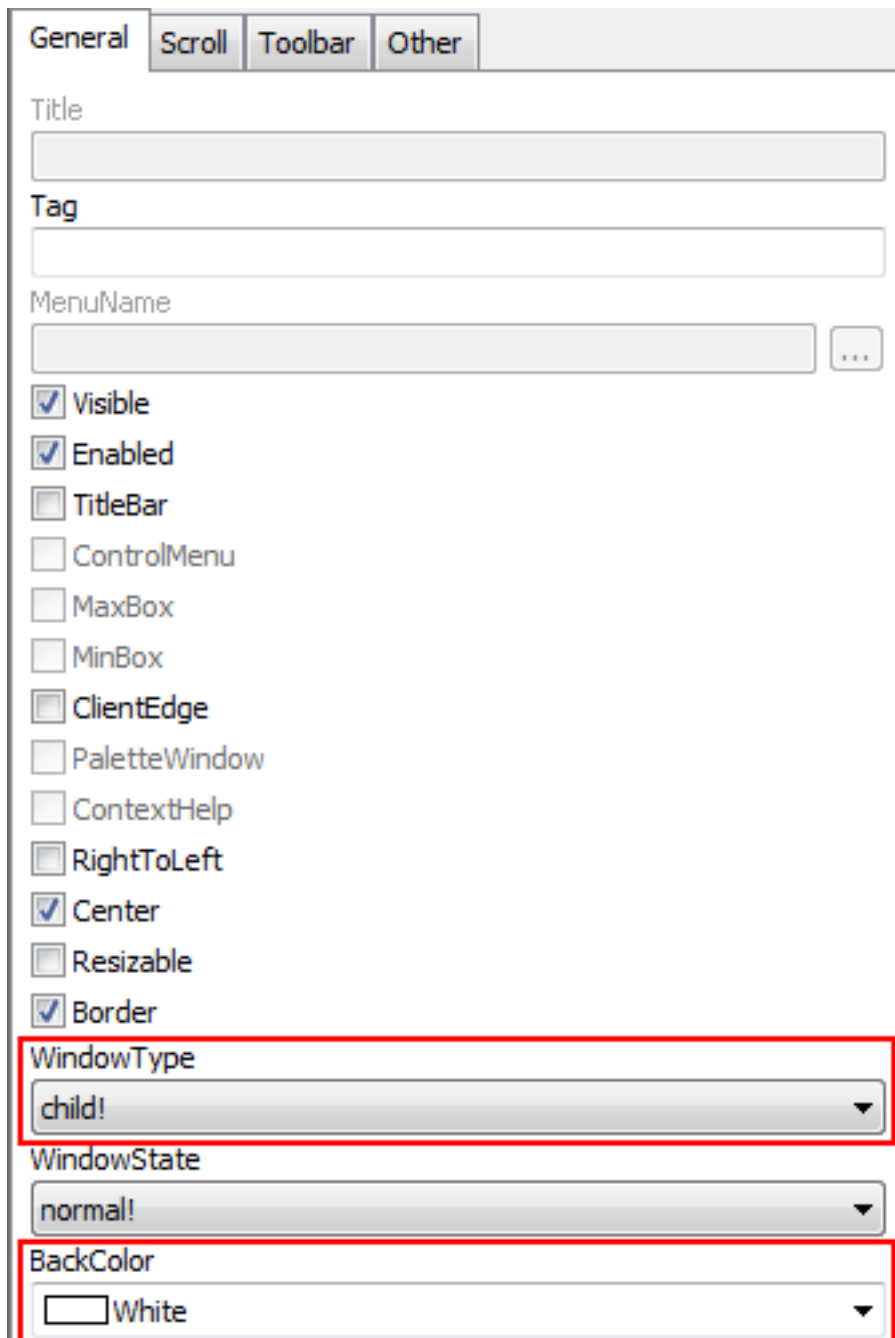 General Scroll Toolbar Other
Title
Tag
MenuName
...
Visible
Enabled
TitleBar
ControlMenu
MaxBox
MinBox
ClientEdge
PaletteWindow
ContextHelp
RightToLeft
Center
Resizable
Border
WindowType
child!
WindowState
normal!
BackColor
White